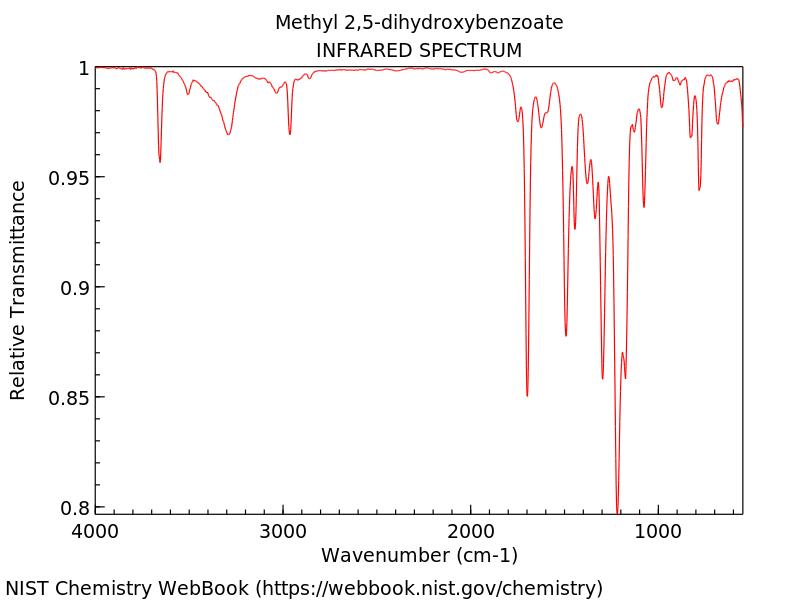 Methyl 2,5-dihydroxybenzoate
INFRARED SPECTRUM
1
0.95
0.9
0.85
0.8
Relative Transmittance
4000 3000 2000 1000
Wavenumber (cm-1)
NIST Chemistry WebBook (https://webbook.nist.gov/chemistry)